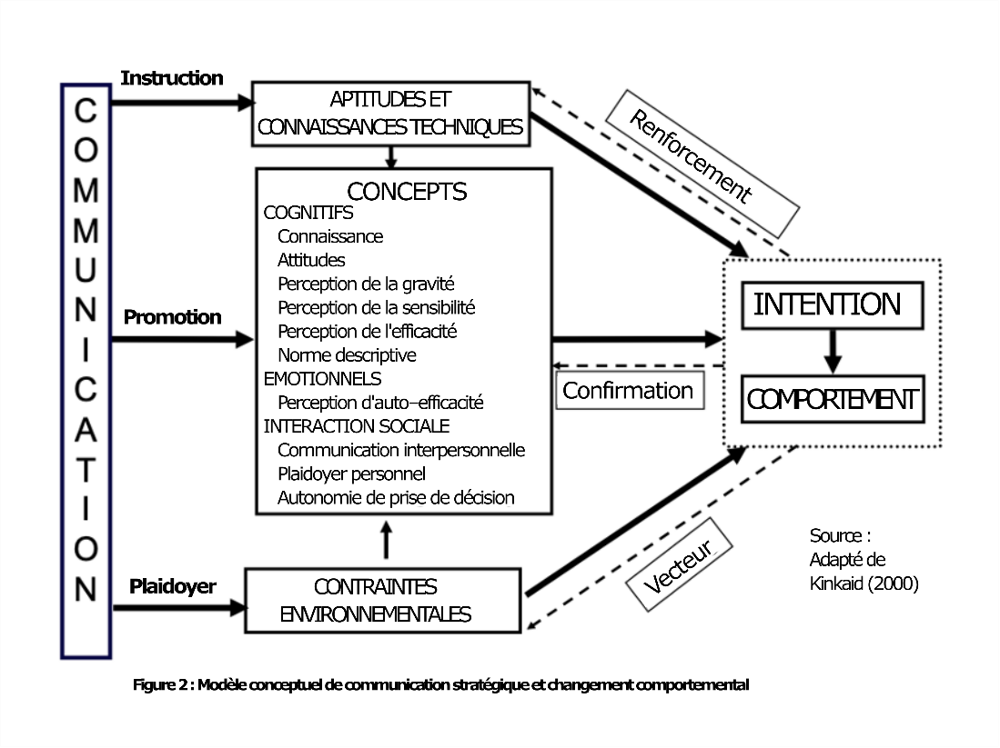 COMMUNICATION
Instruction
APTITUDES ET
CONNAISSANCES TECHNIQUES
Renforcement
CONCEPTS
COGNITIFS
Connaissance
Attitudes
Perception de la gravité
Perception de la sensibilité
Perception de l'efficacité
Norme descriptive
EMOTIONNELS
Perception d'auto-efficacité
INTERACTION SOCIALE
Communication interpersonnelle
Plaidoyer personnel
Autonomie de prise de décision
Promotion
Confirmation
INTENTION
COMPORTEMENT
Plaidoyer
CONTRAINTES
ENVIRONNEMENTALES
Vecteur
Source :
Adapté de
Kinkaid (2000)
Figure 2 : Modèle conceptuel de communication stratégique et changement comportemental